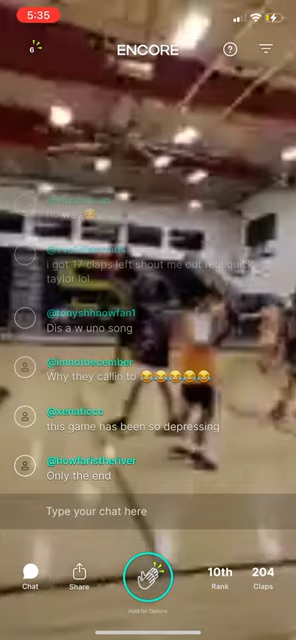 5:35
6
ENCORE
no way
i got 17 claps left shout me out real quick
taylor lol
@tonyshhnowfan1
Dis a w uno song
@imnotdecember
Why they callin to 😂😂😂😂😂
@xenaticcc
this game has been so depressing
@howfaristheriver
Only the end
Type your chat here
Chat
Share
10th
Rank
204
Claps
Hold for Options